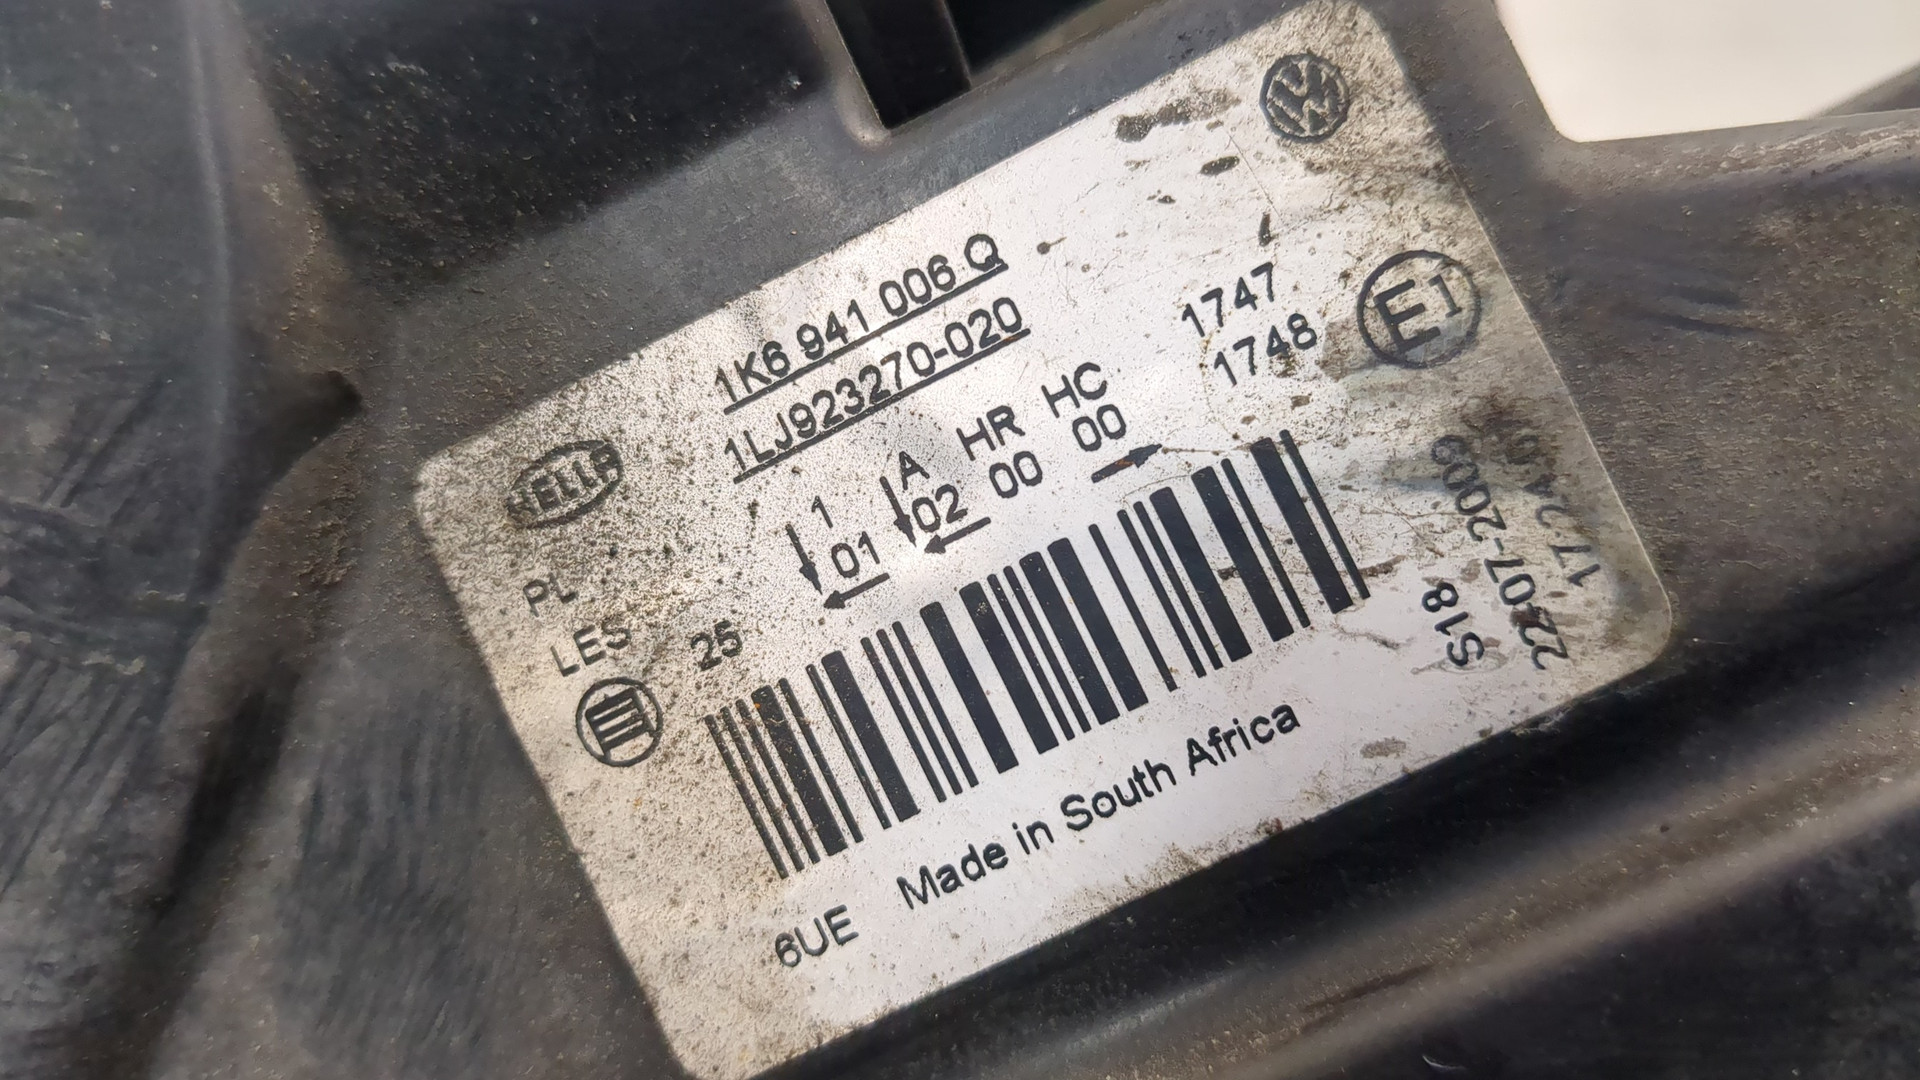 1K6 941 006 Q
1LJ923270-020
HELLA
1 A HR HC 1747
01 02 00 00 1748
E1
PL
LES 25
22-07-2009
S18
6UE Made in South Africa